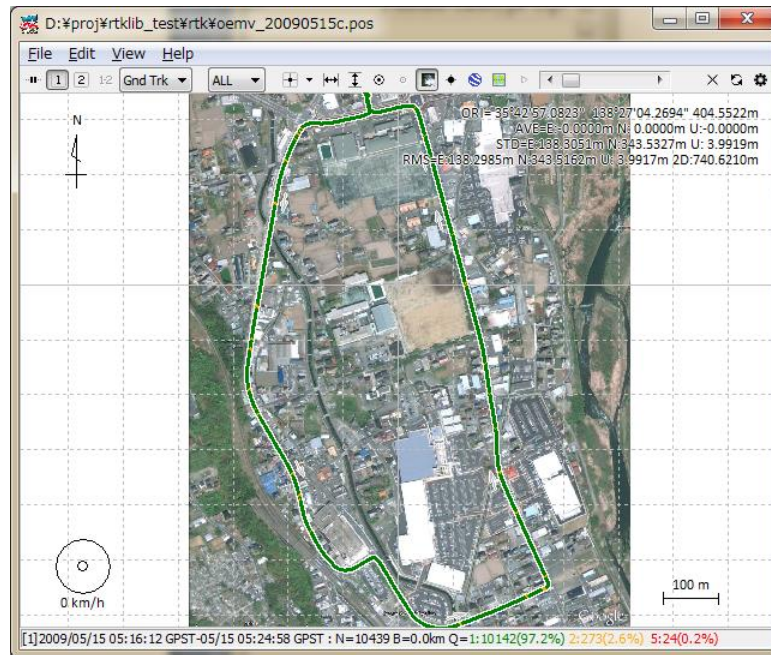 D:¥proj¥rtklib_test¥rtk¥oemv_20090515c.pos
File Edit View Help
1 2 1-2 Gnd Trk ALL
N
ORI=35°42'57.0823" 138°27'04.2694" 404.5522m
AVE=E:-0.0000m N: 0.0000m U:-0.0000m
STD=E:138.3051m N:343.5327m U: 3.9919m
RMS=E:138.2985m N:343.5162m U: 3.9917m 2D:740.6210m
0 km/h
100 m
Google
[1]2009/05/15 05:16:12 GPST-05/15 05:24:58 GPST : N=10439 B=0.0km Q=1:10142(97.2%) 2:273(2.6%) 5:24(0.2%)